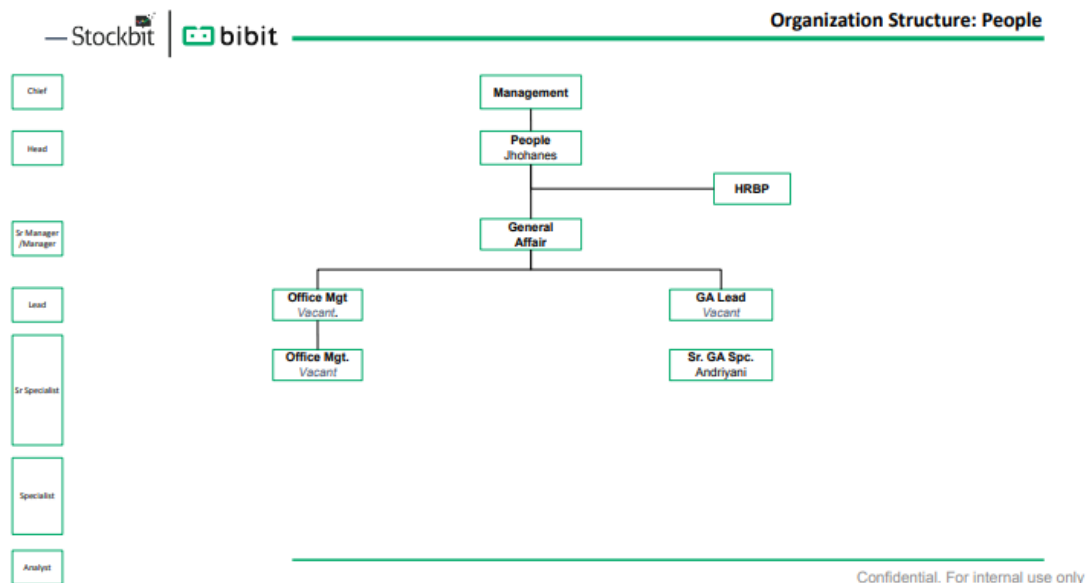 Stockbit
bibit
Organization Structure: People
Chief
Management
Head
People
Jhohanes
HRBP
Sr Manager
/Manager
General
Affair
Lead
Office Mgt
Vacant.
GA Lead
Vacant
Sr Specialist
Office Mgt.
Vacant
Sr. GA Spc.
Andriyani
Specialist
Analyst
Confidential. For internal use only